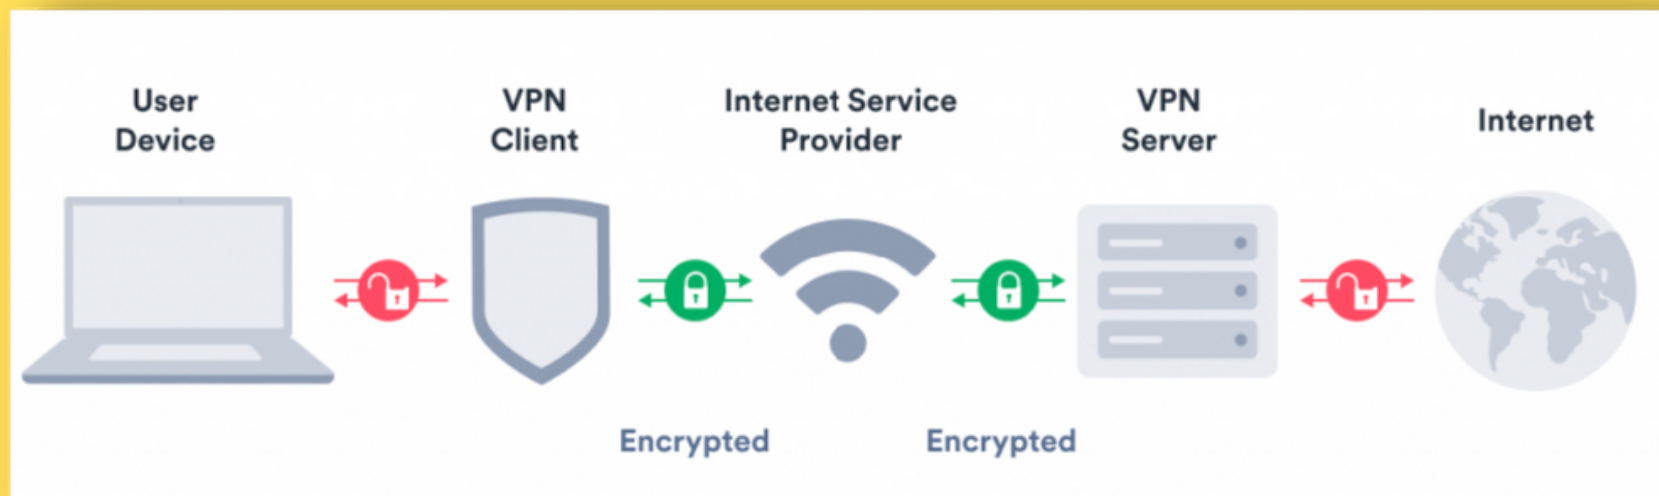 User
Device
VPN
Client
Internet Service
Provider
VPN
Server
Internet
Encrypted
Encrypted